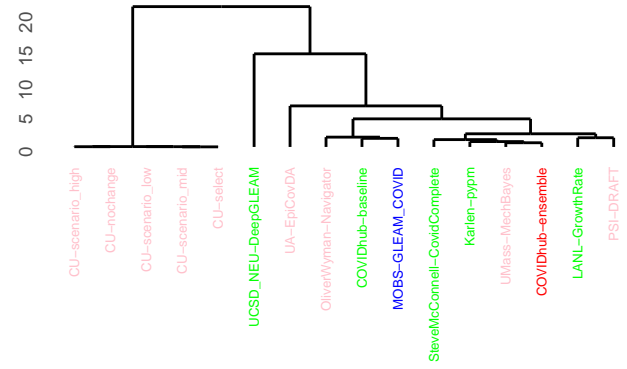 20
15
10
5
0
CU−scenario_high
CU−nochange
CU−scenario_low
CU−scenario_mid
CU−select
UCSD_NEU−DeepGLEAM
UA−EpiCovDA
OliverWyman−Navigator
COVIDhub−baseline
MOBS−GLEAM_COVID
SteveMcConnell−CovidComplete
Karlen−pypm
UMass−MechBayes
COVIDhub−ensemble
LANL−GrowthRate
PSI−DRAFT